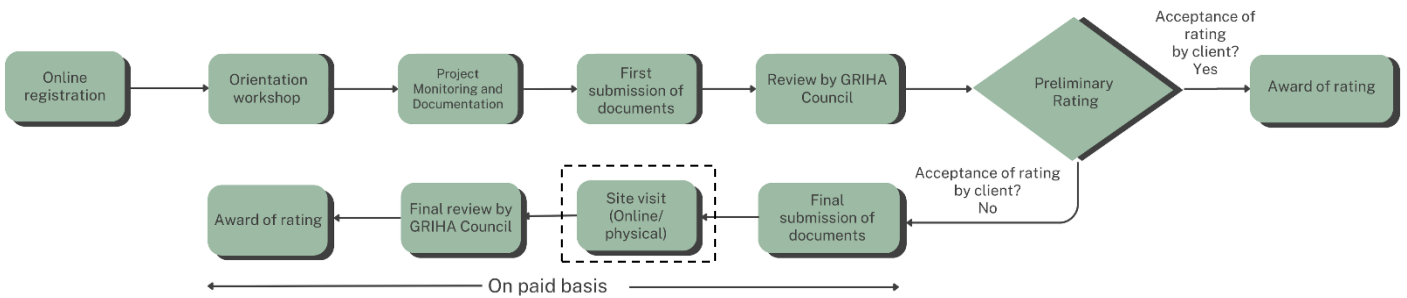 Online
registration
Orientation
workshop
Project
Monitoring and
Documentation
First
submission of
documents
Review by GRIHA
Council
Preliminary
Rating
Acceptance of
rating
by client?
Yes
Award of rating
Acceptance of rating
by client?
No
Final
submission of
documents
Site visit
(Online/
physical)
Final review by
GRIHA Council
Award of rating
On paid basis